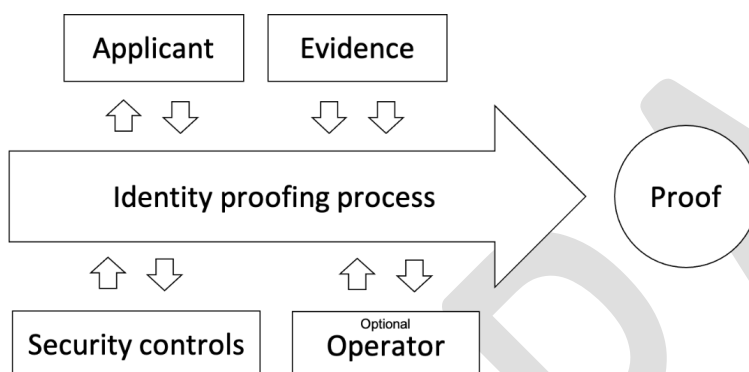 Applicant
Evidence
Identity proofing process
Proof
Security controls
Optional
Operator